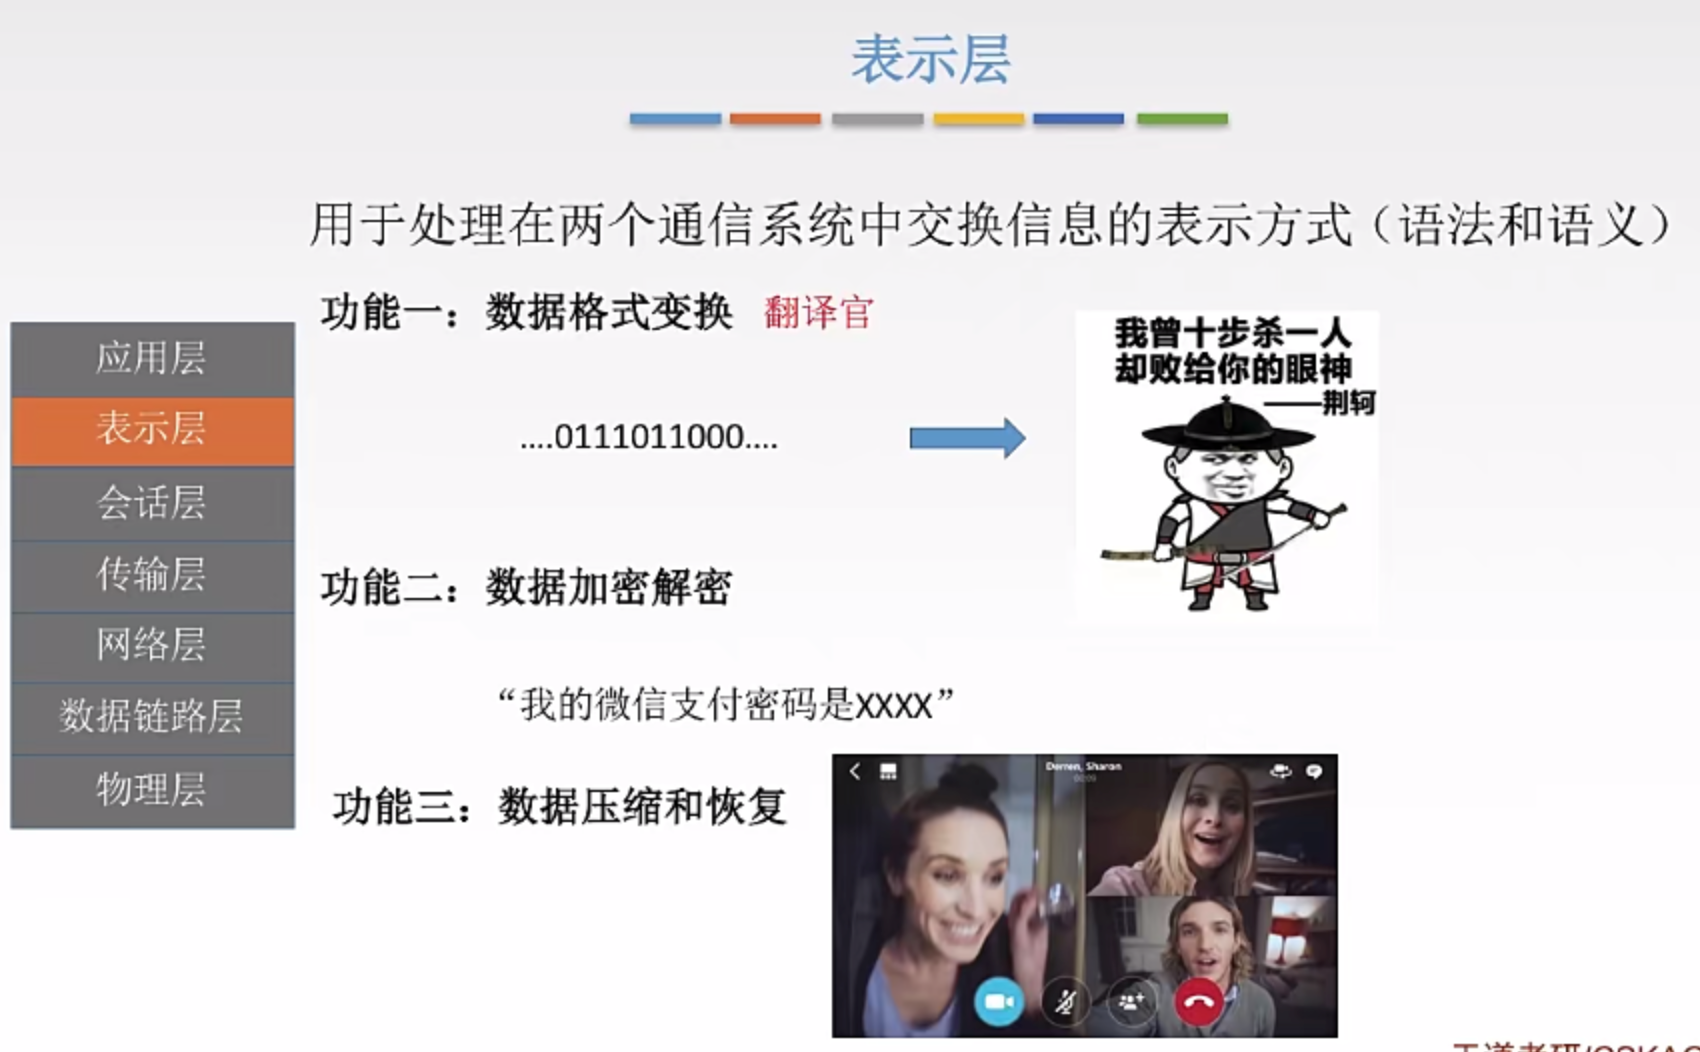 表示层
用于处理在两个通信系统中交换信息的表示方式（语法和语义）
功能一：数据格式变换 翻译官
应用层
表示层
会话层
传输层
网络层
数据链路层
物理层
....0111011000....
我曾十步杀一人
却败给你的眼神
——荆轲
功能二：数据加密解密
“我的微信支付密码是XXXX”
功能三：数据压缩和恢复
Derren, Sharon